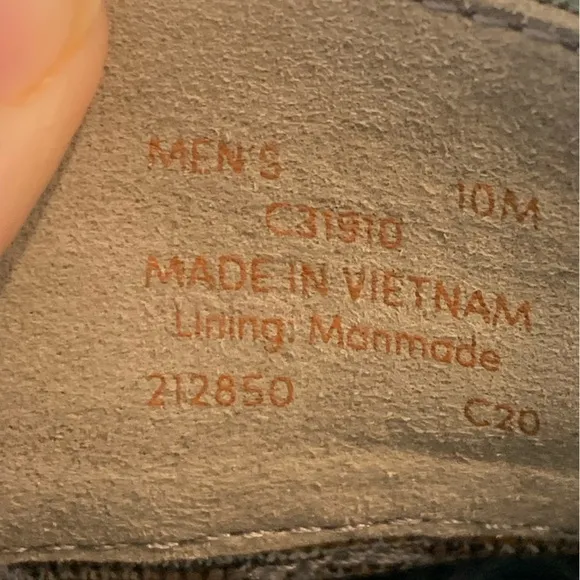 MEN'S 10M
C31910
MADE IN VIETNAM
Lining: Manmade
212850 C20